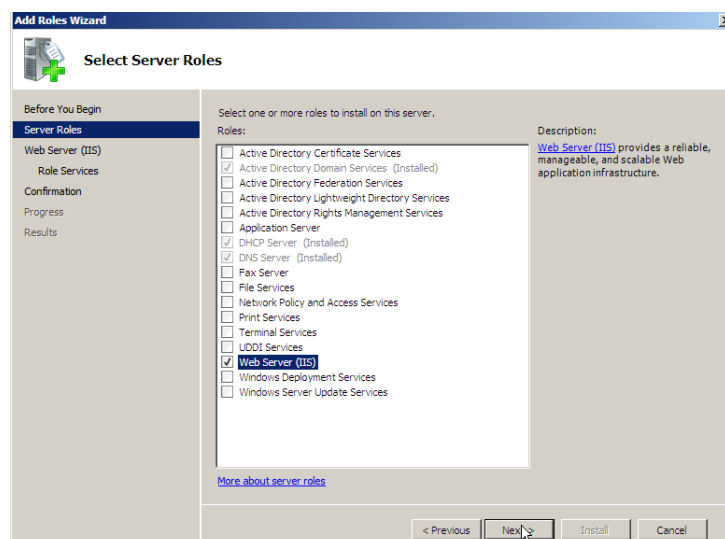 Add Roles Wizard
Select Server Roles
Before You Begin
Server Roles
Web Server (IIS)
Role Services
Confirmation
Progress
Results
Select one or more roles to install on this server.
Roles:
Active Directory Certificate Services
Active Directory Domain Services (Installed)
Active Directory Federation Services
Active Directory Lightweight Directory Services
Active Directory Rights Management Services
Application Server
DHCP Server (Installed)
DNS Server (Installed)
Fax Server
File Services
Network Policy and Access Services
Print Services
Terminal Services
UDDI Services
Web Server (IIS)
Windows Deployment Services
Windows Server Update Services
More about server roles
Description:
Web Server (IIS) provides a reliable,
manageable, and scalable Web
application infrastructure.
< Previous
Next >
Install
Cancel